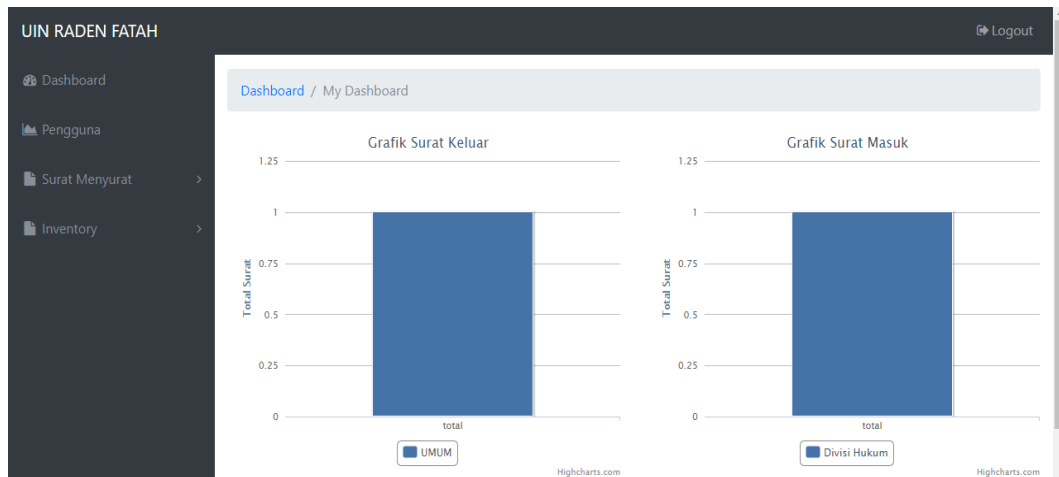 UIN RADEN FATAH
Logout
Dashboard
Pengguna
Surat Menyurat
Inventory
Dashboard / My Dashboard
Grafik Surat Keluar
1.25
1
0.75
0.5
0.25
0
Total Surat
total
UMUM
Highcharts.com
Grafik Surat Masuk
1.25
1
0.75
0.5
0.25
0
Total Surat
total
Divisi Hukum
Highcharts.com